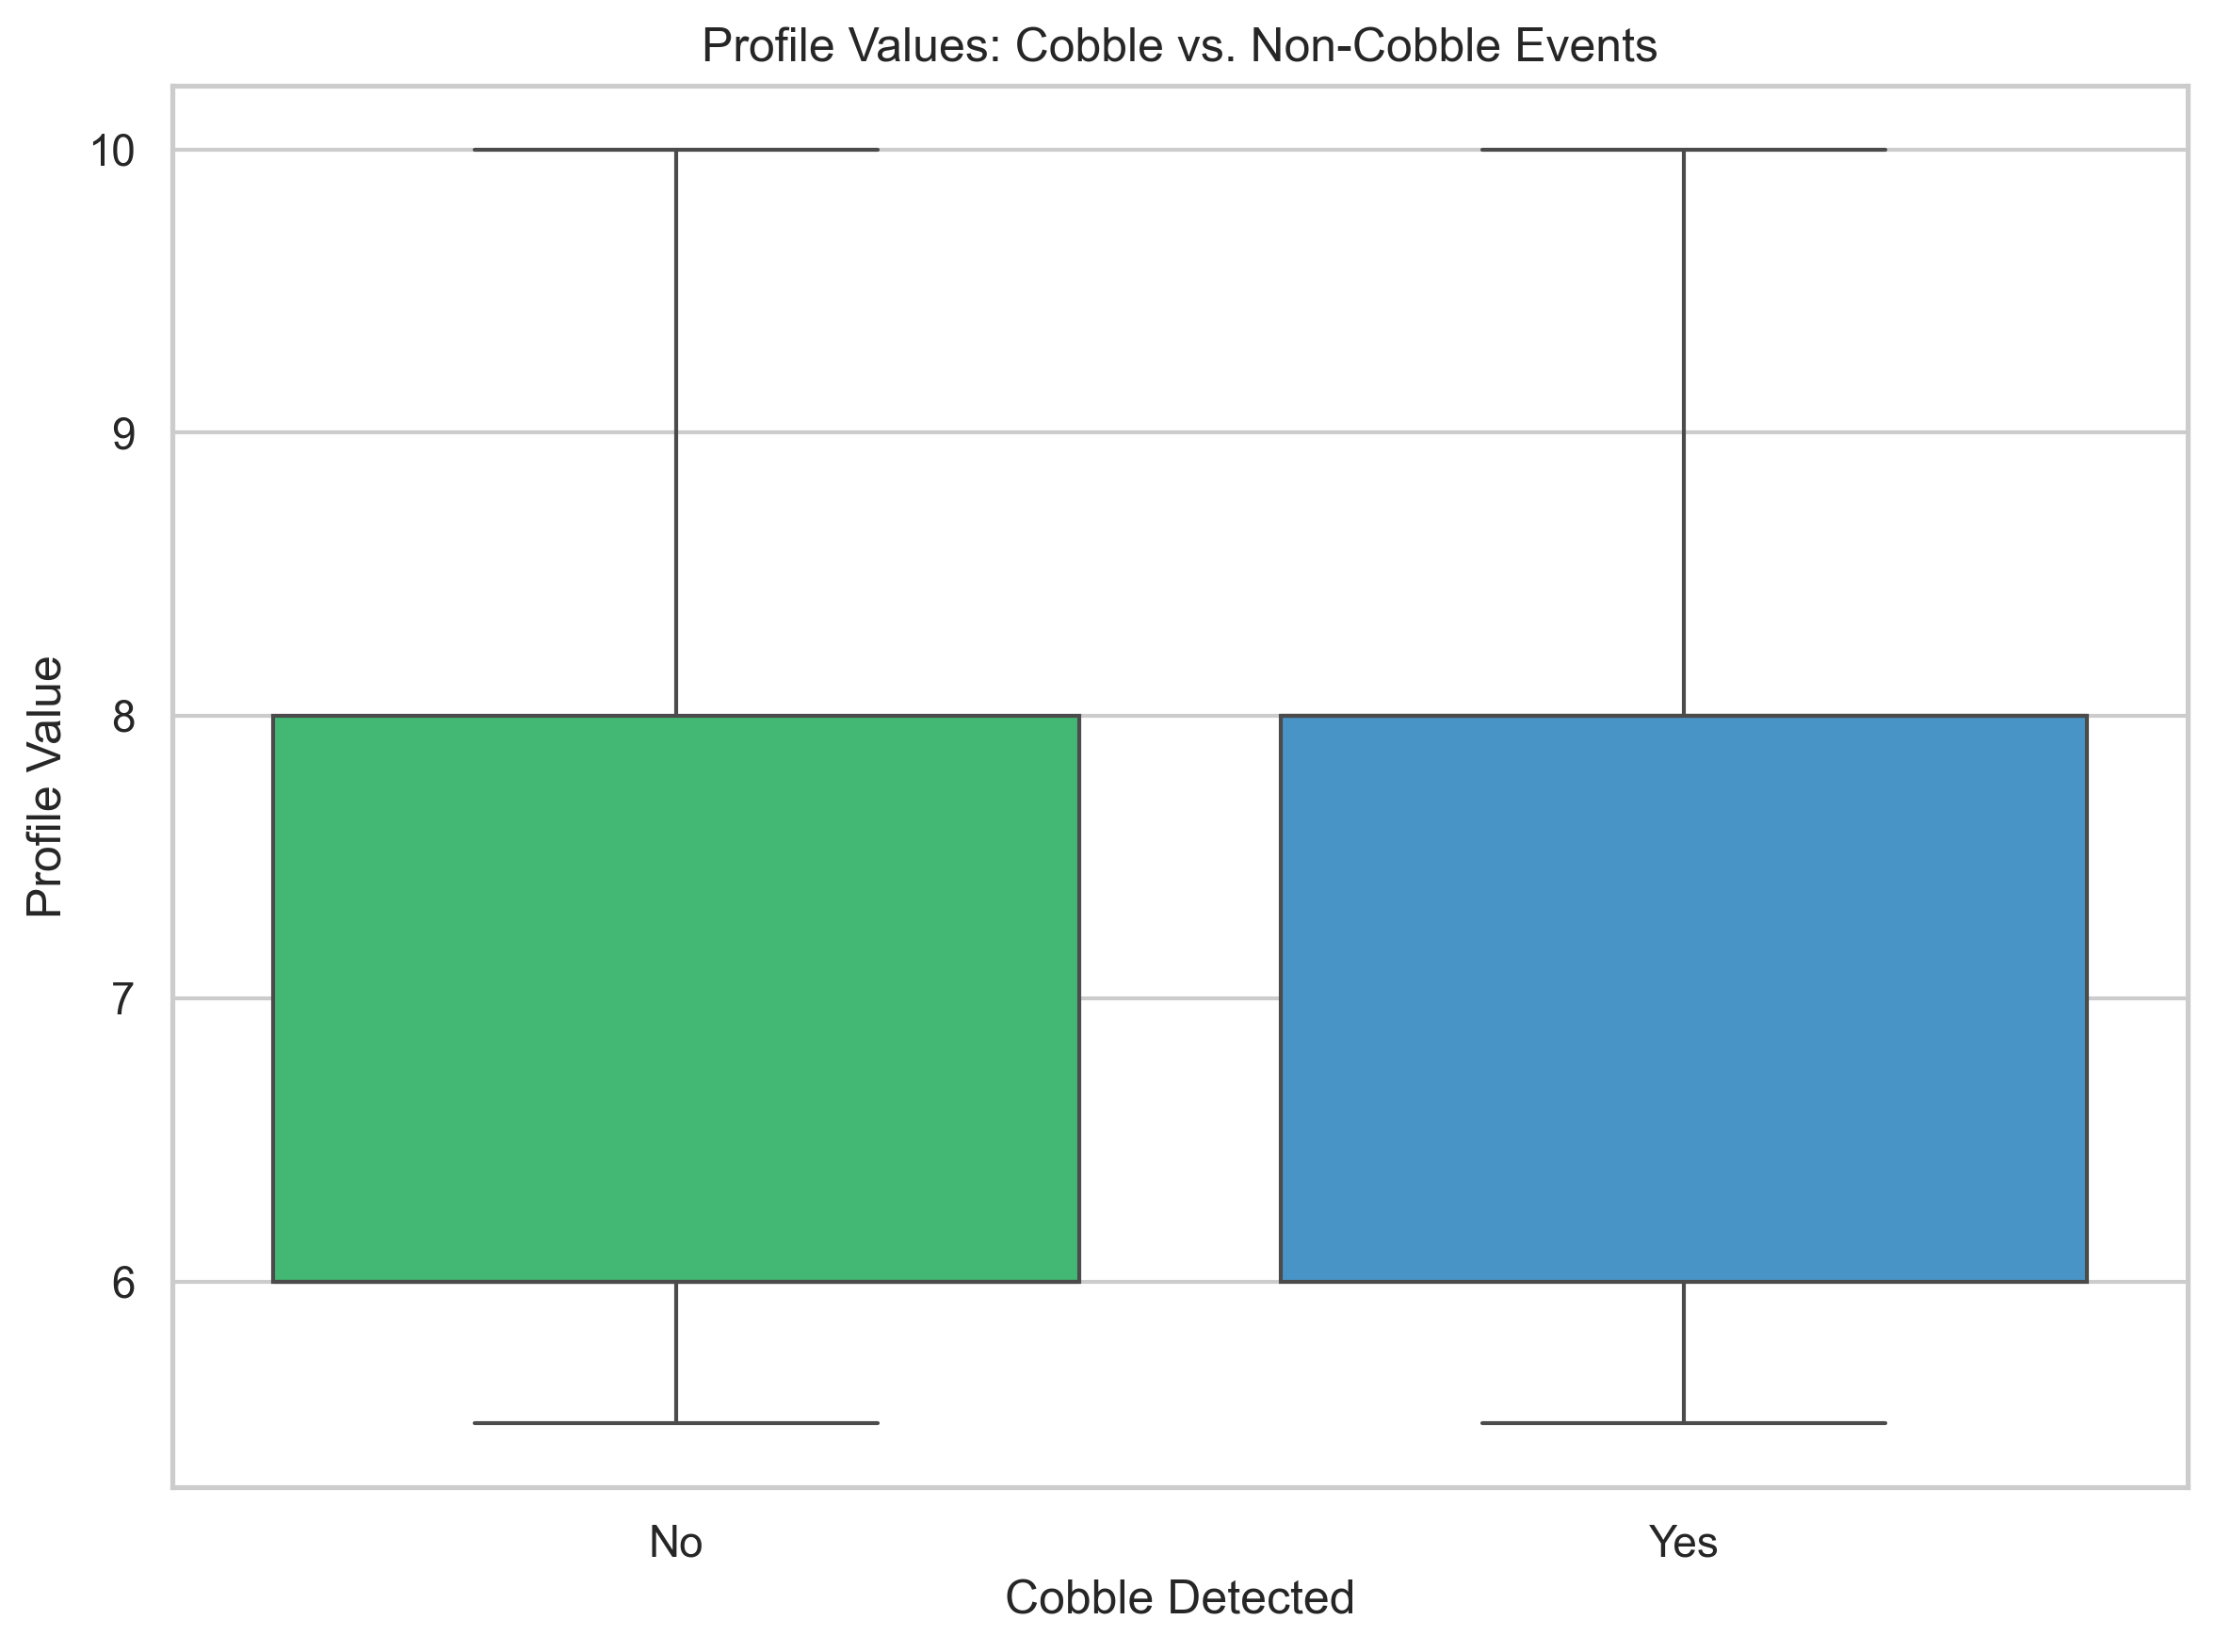 Profile Values: Cobble vs. Non-Cobble Events
Profile Value
10
9
8
7
6
No
Yes
Cobble Detected